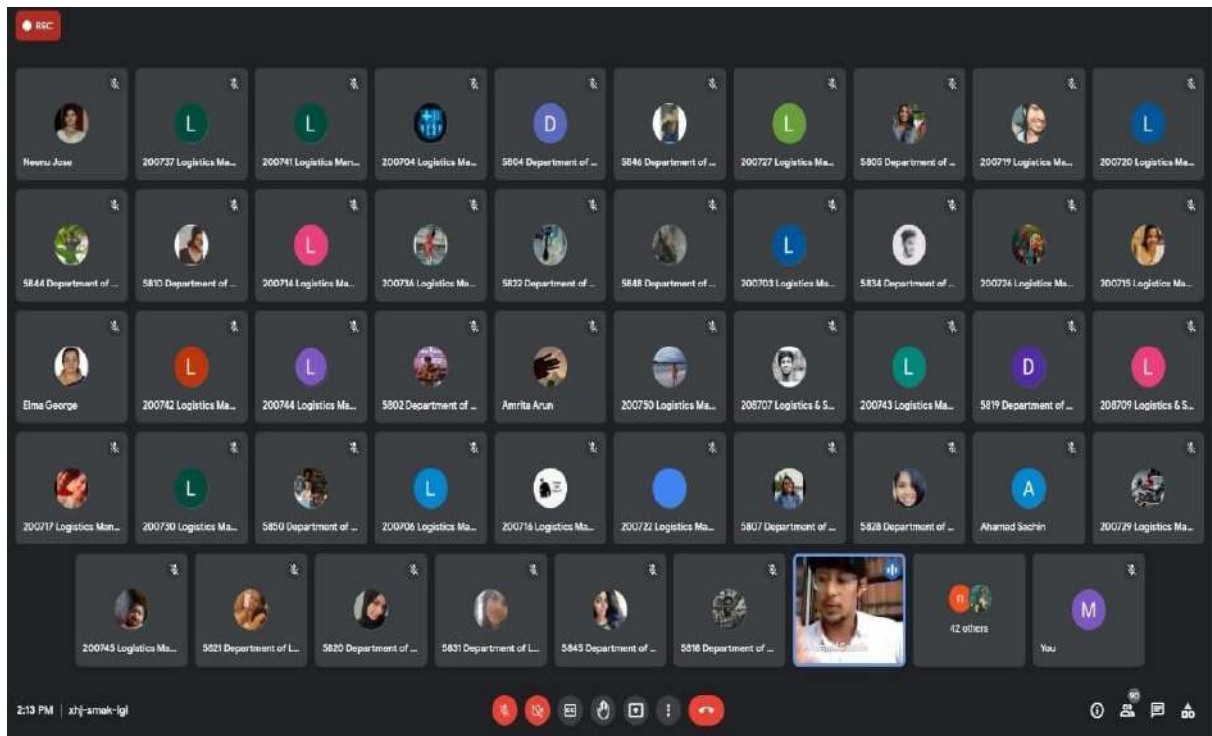 REC
Neenu Jose
L
200737 Logistics Ma...
L
200741 Logistics Man...
200704 Logistics Ma...
D
5804 Department of ...
5846 Department of ...
L
200727 Logistics Ma...
5805 Department of ...
200719 Logistics Ma...
L
200720 Logistics Ma...
5844 Department of ...
5810 Department of ...
L
200714 Logistics Ma...
200736 Logistics Ma...
5822 Department of ...
5848 Department of ...
L
200703 Logistics Ma...
5834 Department of ...
200726 Logistics Ma...
200715 Logistics Ma...
Elma George
L
200742 Logistics Ma...
L
200744 Logistics Ma...
5802 Department of ...
Amrita Arun
200750 Logistics Ma...
208707 Logistics & S...
L
200743 Logistics Ma...
D
5819 Department of ...
L
208709 Logistics & S...
200717 Logistics Man...
L
200730 Logistics Ma...
5850 Department of ...
L
200706 Logistics Ma...
200716 Logistics Ma...
200722 Logistics Ma...
5807 Department of ...
5828 Department of ...
A
Ahamad Sachin
200729 Logistics Ma...
200745 Logistics Ma...
5821 Department of L...
5820 Department of ...
5831 Department of L...
5845 Department of ...
5818 Department of ...
n
42 others
M
You
2:13 PM | xhj-smak-igi
90